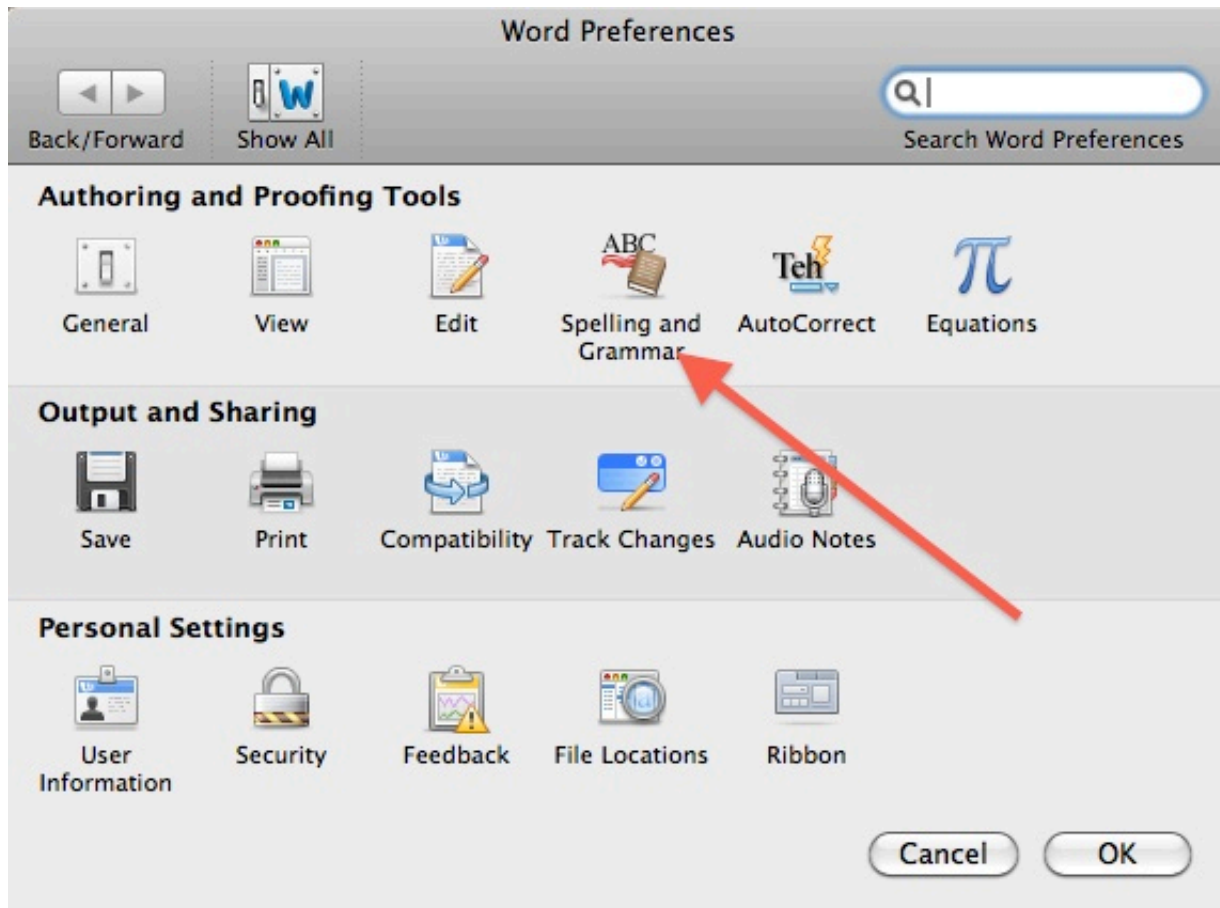 Word Preferences
Back/Forward
Show All
Search Word Preferences
Authoring and Proofing Tools
ABC
Teh
π
General
View
Edit
Spelling and
Grammar
AutoCorrect
Equations
Output and Sharing
Save
Print
Compatibility
Track Changes
Audio Notes
Personal Settings
User
Information
Security
Feedback
File Locations
Ribbon
Cancel
OK